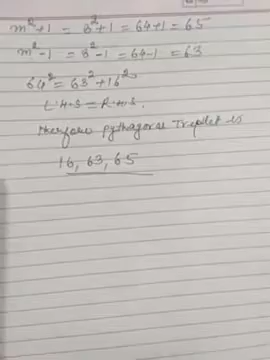 m²+1 = 8²+1 = 64+1 = 65
m²-1 = 8²-1 = 64-1 = 63
64² = 63²+16²
L.H.S = R.H.S.
therefore pythagoras Triplet is
16, 63, 65